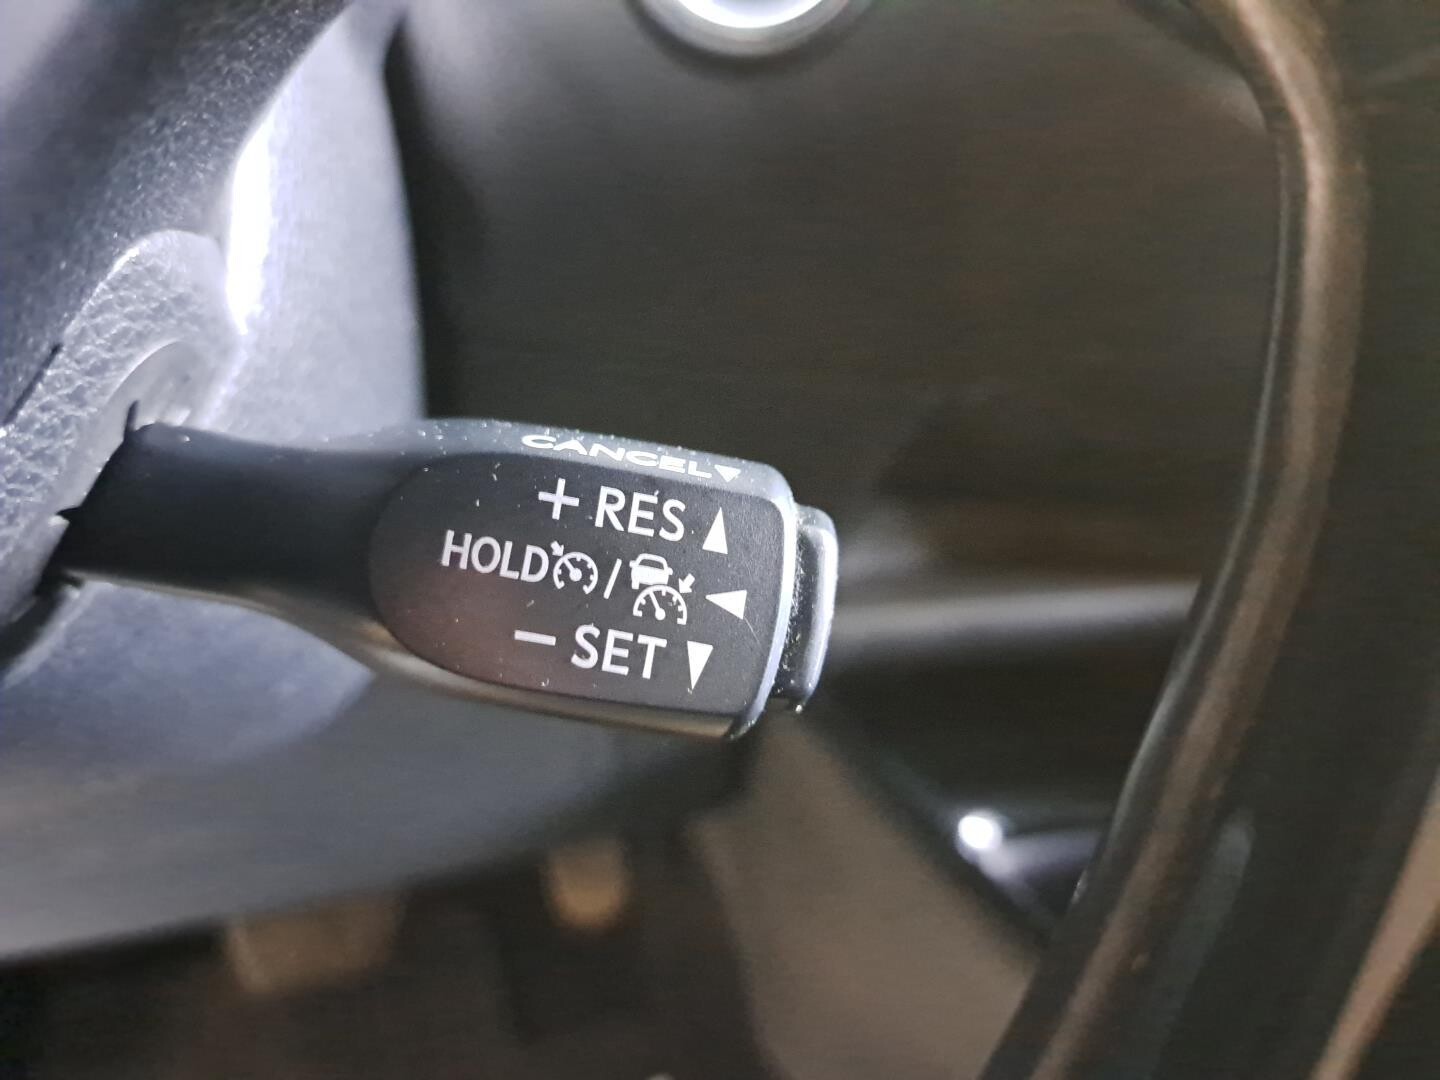 CANCEL
+ RES
HOLD /
− SET